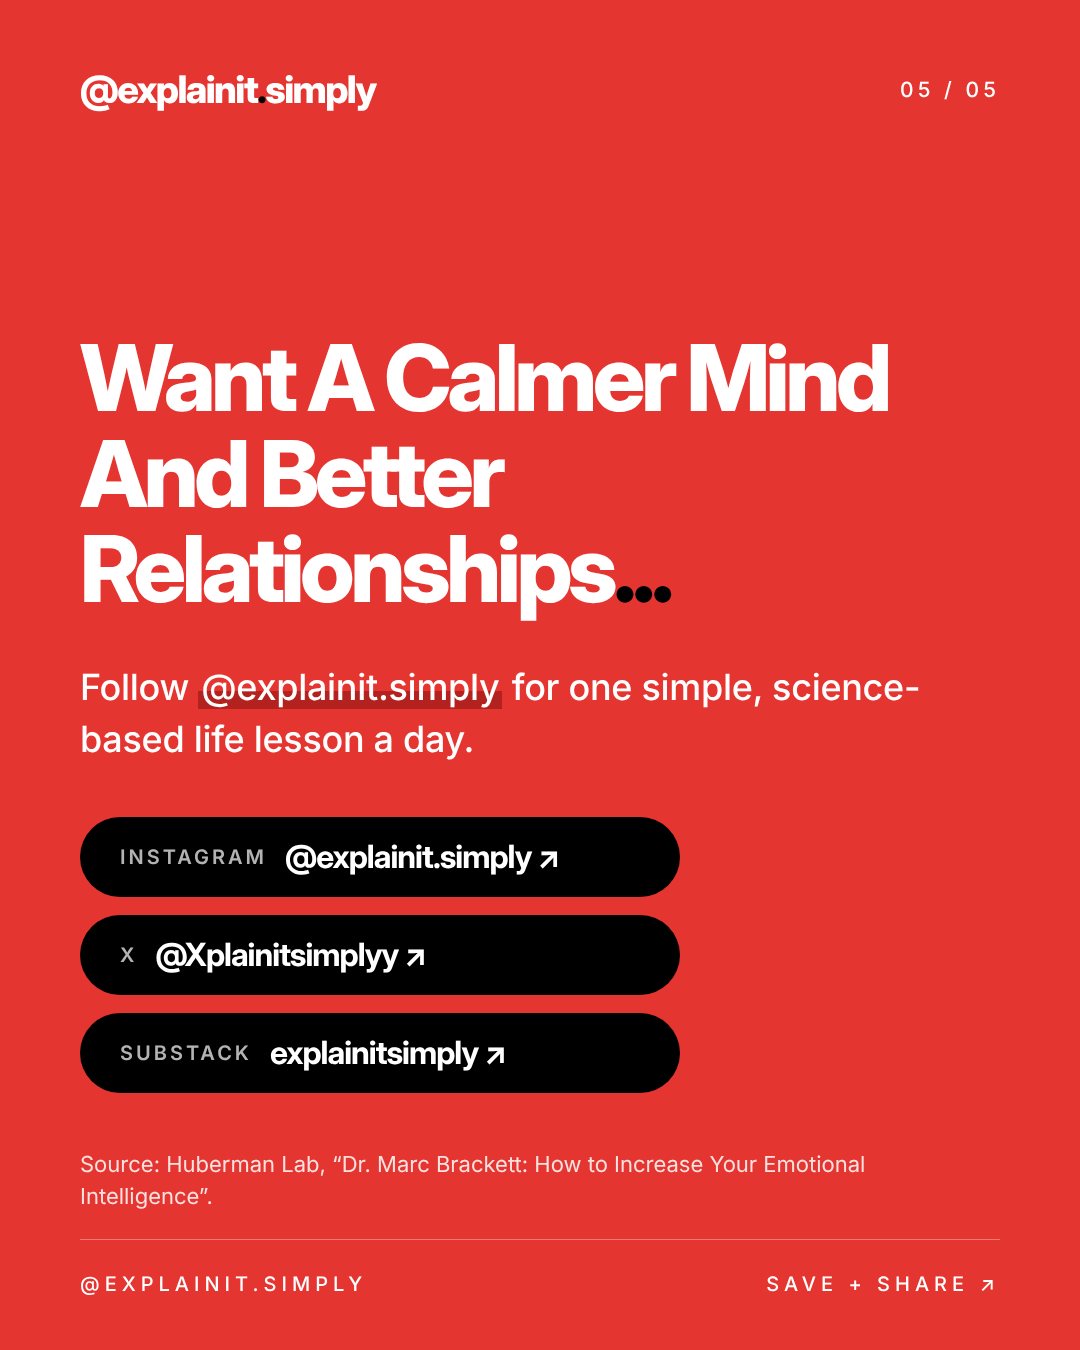 @explainit.simply
05 / 05
Want A Calmer Mind
And Better
Relationships...
Follow @explainit.simply for one simple, science-
based life lesson a day.
INSTAGRAM @explainit.simply ↗
X @Xplainitsimplyy ↗
SUBSTACK explainitsimply ↗
Source: Huberman Lab, “Dr. Marc Brackett: How to Increase Your Emotional
Intelligence”.
@EXPLAINIT.SIMPLY
SAVE + SHARE ↗